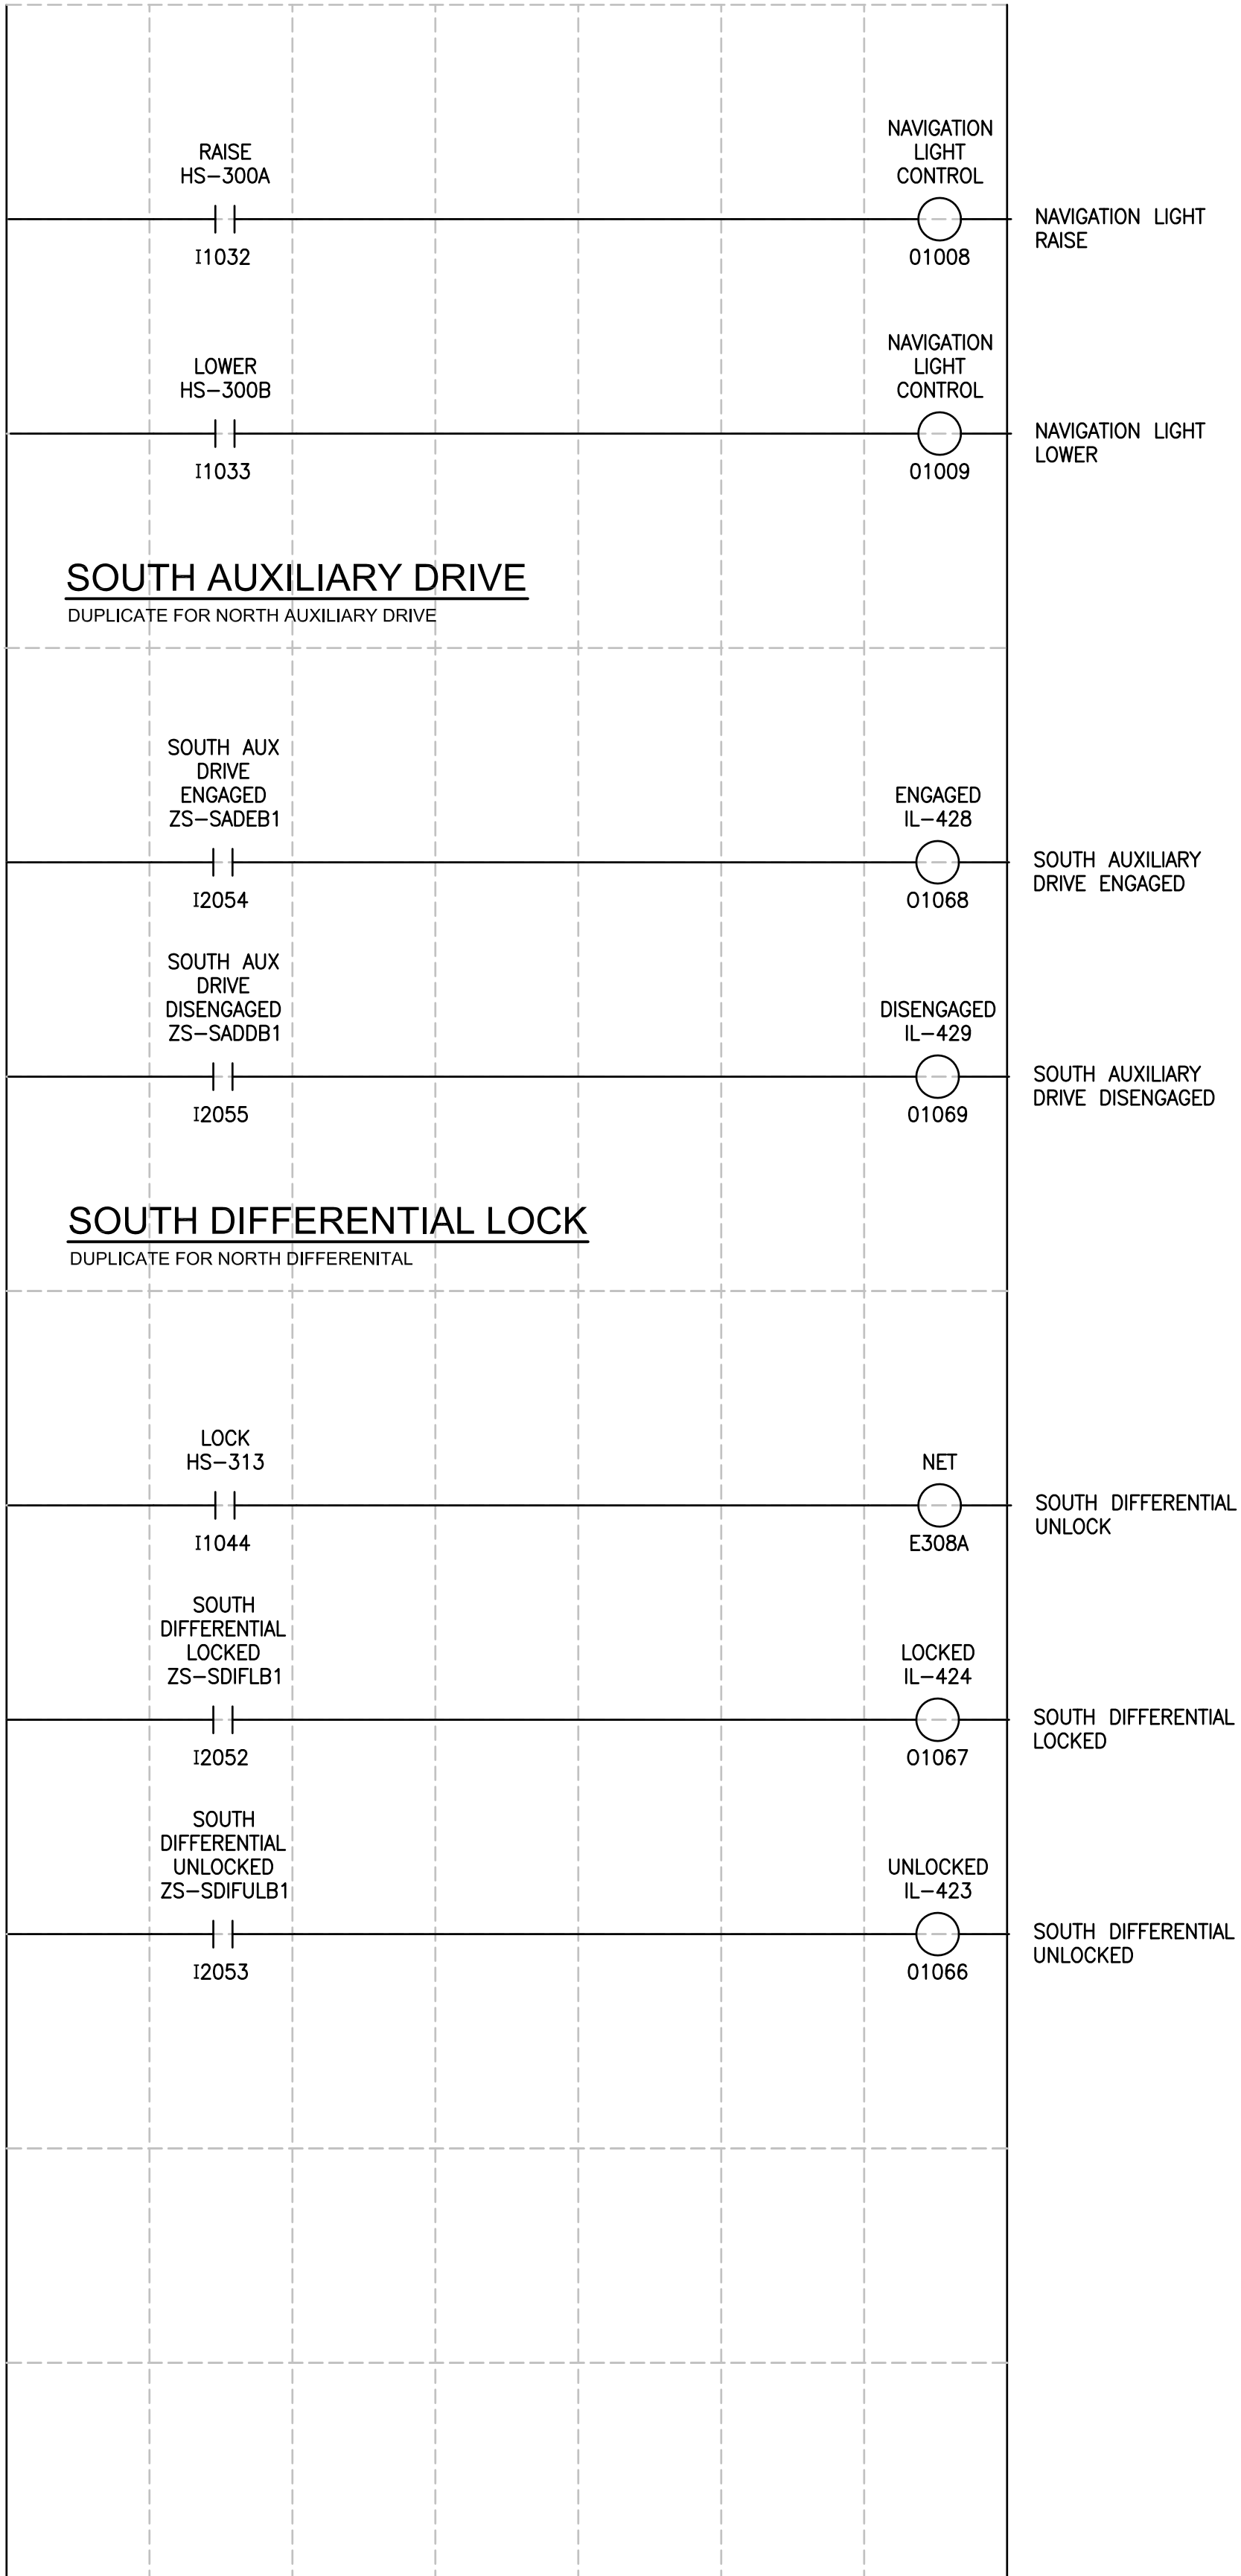 RAISE
HS-300A
I1032
NAVIGATION
LIGHT
CONTROL
01008
NAVIGATION LIGHT
RAISE
LOWER
HS-300B
I1033
NAVIGATION
LIGHT
CONTROL
01009
NAVIGATION LIGHT
LOWER
SOUTH AUXILIARY DRIVE
DUPLICATE FOR NORTH AUXILIARY DRIVE
SOUTH AUX
DRIVE
ENGAGED
ZS-SADEB1
I2054
ENGAGED
IL-428
O1068
SOUTH AUXILIARY
DRIVE ENGAGED
SOUTH AUX
DRIVE
DISENGAGED
ZS-SADDB1
I2055
DISENGAGED
IL-429
01069
SOUTH AUXILIARY
DRIVE DISENGAGED
SOUTH DIFFERENTIAL LOCK
DUPLICATE FOR NORTH DIFFERENITAL
LOCK
HS-313
I1044
NET
E308A
SOUTH DIFFERENTIAL
UNLOCK
SOUTH
DIFFERENTIAL
LOCKED
ZS-SDIFLB1
I2052
LOCKED
IL-424
O1067
SOUTH DIFFERENTIAL
LOCKED
SOUTH
DIFFERENTIAL
UNLOCKED
ZS-SDIFULB1
I2053
UNLOCKED
IL-423
01066
SOUTH DIFFERENTIAL
UNLOCKED